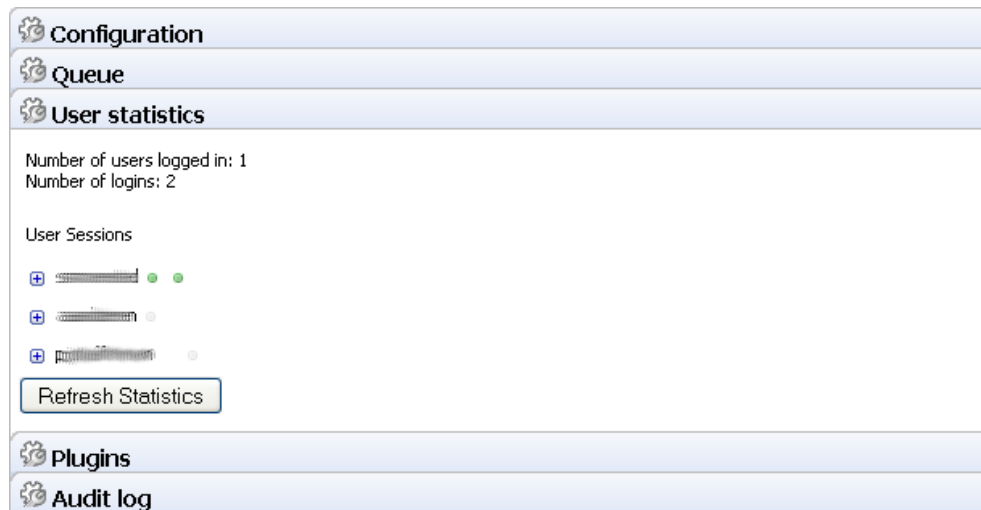 Configuration
Queue
User statistics
Number of users logged in: 1
Number of logins: 2
User Sessions
Refresh Statistics
Plugins
Audit log